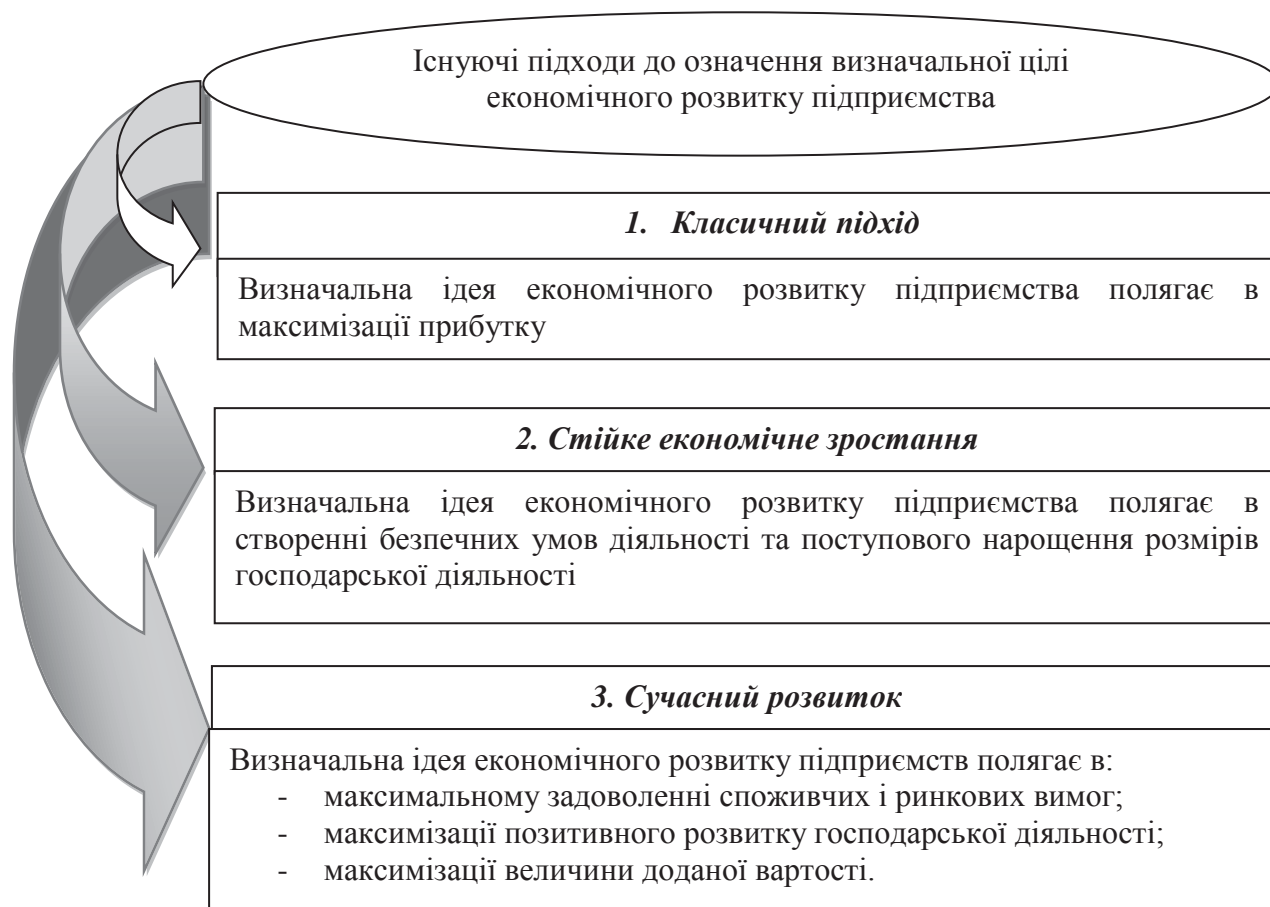 Існуючі підходи до означення визначальної цілі
економічного розвитку підприємства
1. Класичний підхід
Визначальна ідея економічного розвитку підприємства полягає в
максимізації прибутку
2. Стійке економічне зростання
Визначальна ідея економічного розвитку підприємства полягає в
створенні безпечних умов діяльності та поступового нарощення розмірів
господарської діяльності
3. Сучасний розвиток
Визначальна ідея економічного розвитку підприємств полягає в:
- максимальному задоволенні споживчих і ринкових вимог;
- максимізації позитивного розвитку господарської діяльності;
- максимізації величини доданої вартості.